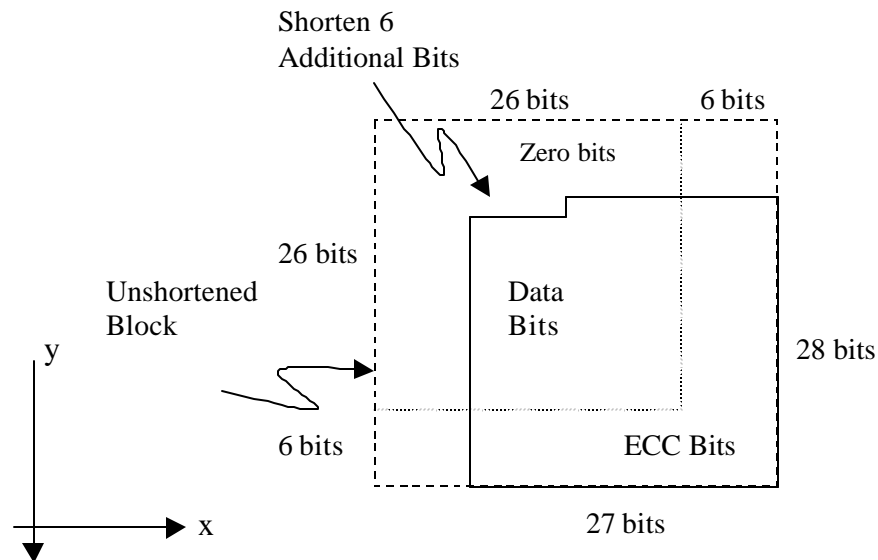 Shorten 6
Additional Bits
26 bits
6 bits
Zero bits
26 bits
Unshortened
Block
Data
Bits
y
28 bits
6 bits
ECC Bits
x
27 bits